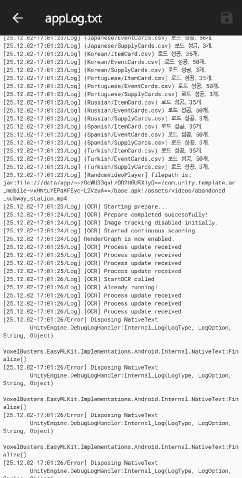 appLog.txt
[25.12.02-17:01:23/Log] [Japanese/EventCards.csv] 로드 성공, 50개
[25.12.02-17:01:23/Log] [Japanese/SupplyCards.csv] 로드 성공, 3개
[25.12.02-17:01:23/Log] [Korean/ItemCard.csv] 로드 성공, 35개
[25.12.02-17:01:23/Log] [Korean/EventCards.csv] 로드 성공, 50개
[25.12.02-17:01:23/Log] [Korean/SupplyCards.csv] 로드 성공, 3개
[25.12.02-17:01:23/Log] [Portuguese/ItemCard.csv] 로드 성공, 35개
[25.12.02-17:01:23/Log] [Portuguese/EventCards.csv] 로드 성공, 50개
[25.12.02-17:01:23/Log] [Portuguese/SupplyCards.csv] 로드 성공, 3개
[25.12.02-17:01:23/Log] [Russian/ItemCard.csv] 로드 성공, 35개
[25.12.02-17:01:23/Log] [Russian/EventCards.csv] 로드 성공, 50개
[25.12.02-17:01:23/Log] [Russian/SupplyCards.csv] 로드 성공, 3개
[25.12.02-17:01:23/Log] [Spanish/ItemCard.csv] 로드 성공, 35개
[25.12.02-17:01:23/Log] [Spanish/EventCards.csv] 로드 성공, 50개
[25.12.02-17:01:23/Log] [Spanish/SupplyCards.csv] 로드 성공, 3개
[25.12.02-17:01:23/Log] [Turkish/ItemCard.csv] 로드 성공, 35개
[25.12.02-17:01:23/Log] [Turkish/EventCards.csv] 로드 성공, 50개
[25.12.02-17:01:23/Log] [Turkish/SupplyCards.csv] 로드 성공, 3개
[25.12.02-17:01:23/Log] [RandomVideoPlayer] filepath is:
/assets/videos/abandoned
_subway_station.mp4
[25.12.02-17:01:23/Log] [OCR] Starting prepare...
[25.12.02-17:01:24/Log] [OCR] Prepare completed successfully!
[25.12.02-17:01:24/Log] [OCR] Image tracking disabled initially.
[25.12.02-17:01:24/Log] [OCR] Started continuous scanning
[25.12.02-17:01:24/Log] RenderGraph is now enabled.
[25.12.02-17:01:25/Log] [OCR] Process update received
[25.12.02-17:01:25/Log] [OCR] Process update received
[25.12.02-17:01:25/Log] [OCR] Process update received
[25.12.02-17:01:26/Log] [OCR] StartOCR called
[25.12.02-17:01:26/Log] [OCR] Already running!
[25.12.02-17:01:26/Log] [OCR] Process update received
[25.12.02-17:01:26/Log] [OCR] Process update received
[25.12.02-17:01:26/Log] [OCR] Process update received
[25.12.02-17:01:26/Error] Disposing NativeText
UnityEngine.DebugLogHandler:Internal_Log(LogType, LogOption,
String, Object)
VoxelBusters.EasyMLKit.Implementations.Android.Internal.NativeText:Fi
nalize()
[25.12.02-17:01:26/Error] Disposing NativeText
UnityEngine.DebugLogHandler:Internal_Log(LogType, LogOption,
String, Object)
VoxelBusters.EasyMLKit.Implementations.Android.Internal.NativeText:Fi
nalize()
[25.12.02-17:01:26/Error] Disposing NativeText
UnityEngine.DebugLogHandler:Internal_Log(LogType, LogOption,
String, Object)
VoxelBusters.EasyMLKit.Implementations.Android.Internal.NativeText:Fi
nalize()
[25.12.02-17:01:26/Error] Disposing NativeText
UnityEngine.DebugLogHandler:Internal_Log(LogType, LogOption,
String, Object)